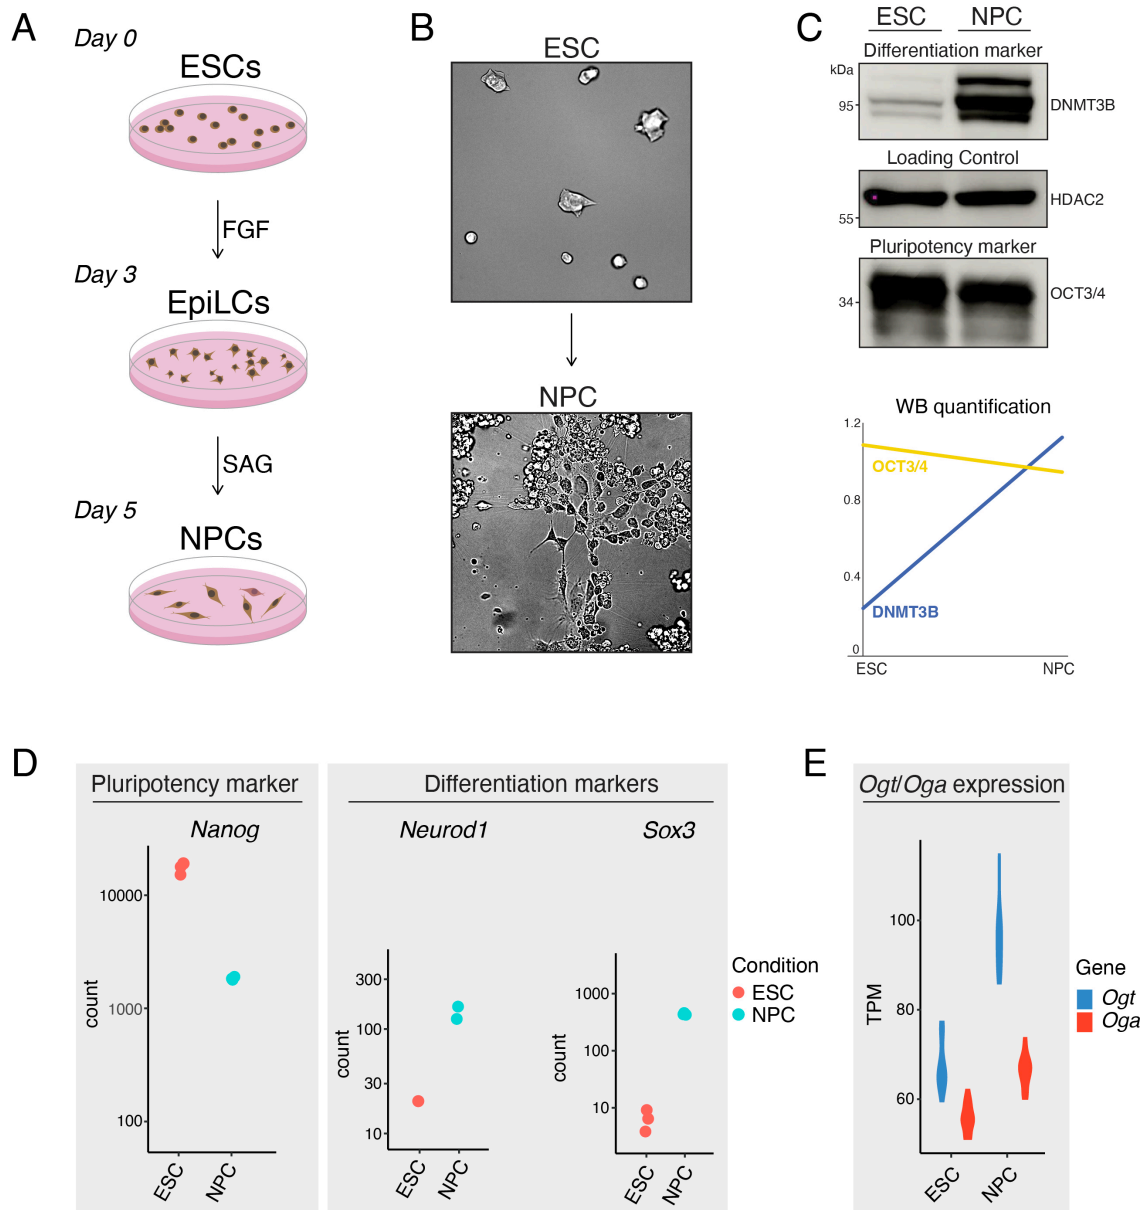 A
Day 0
ESCs
FGF
Day 3
EpiLCs
SAG
Day 5
NPCs
B
ESC
NPC
C
ESC NPC
Differentiation marker
kDa
95
DNMT3B
Loading Control
HDAC2
55
Pluripotency marker
OCT3/4
34
WB quantification
1.2
OCT3/4
0.8
0.4
DNMT3B
0
ESC NPC
D
Pluripotency marker
Nanog
10000
1000
100
count
ESC NPC
Differentiation markers
Neurod1
300
100
30
10
count
ESC NPC
Sox3
1000
100
10
count
ESC NPC
Condition
ESC
NPC
E
Ogt/Oga expression
100
80
60
TPM
ESC NPC
Gene
Ogt
Oga